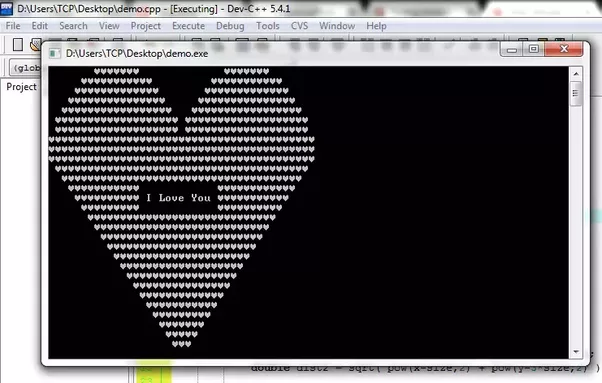 D:\Users\TCP\Desktop\demo.cpp - [Executing] - Dev-C++ 5.4.1
File Edit Search View Project Execute Debug Tools CVS Window Help
D:\Users\TCP\Desktop\demo.exe
(glob
Project
I Love You
double dist2 = sqrt( pow(x-size,2) + pow(y-3*size,2) )